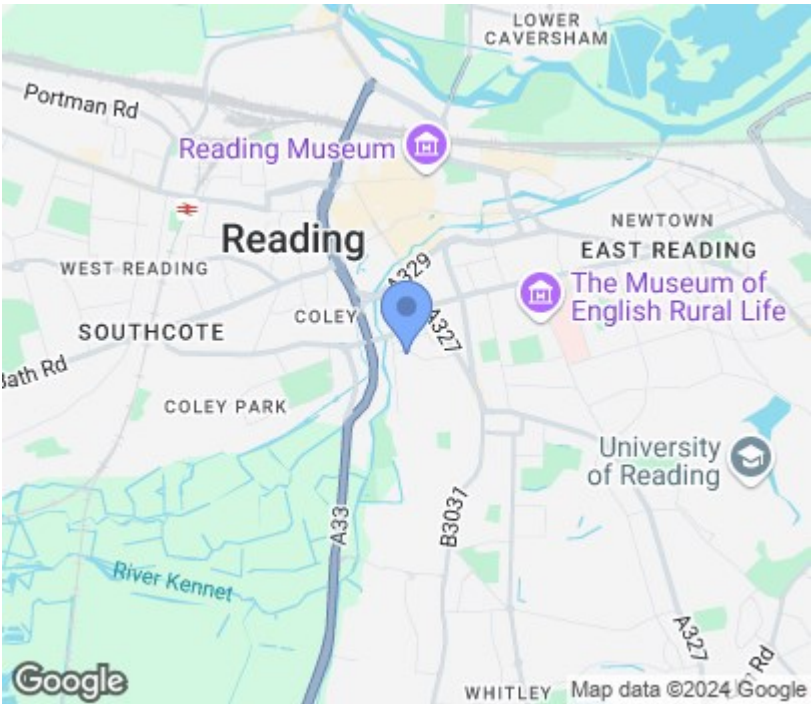 LOWER
CAVERSHAM
Portman Rd
Reading Museum
Reading
NEWTOWN
EAST READING
WEST READING
A329
The Museum of
English Rural Life
COLEY
A327
SOUTHCOTE
Bath Rd
COLEY PARK
University
of Reading
B3031
A33
River Kennet
A327
Rd
WHITLEY
Google
Map data ©2024 Google